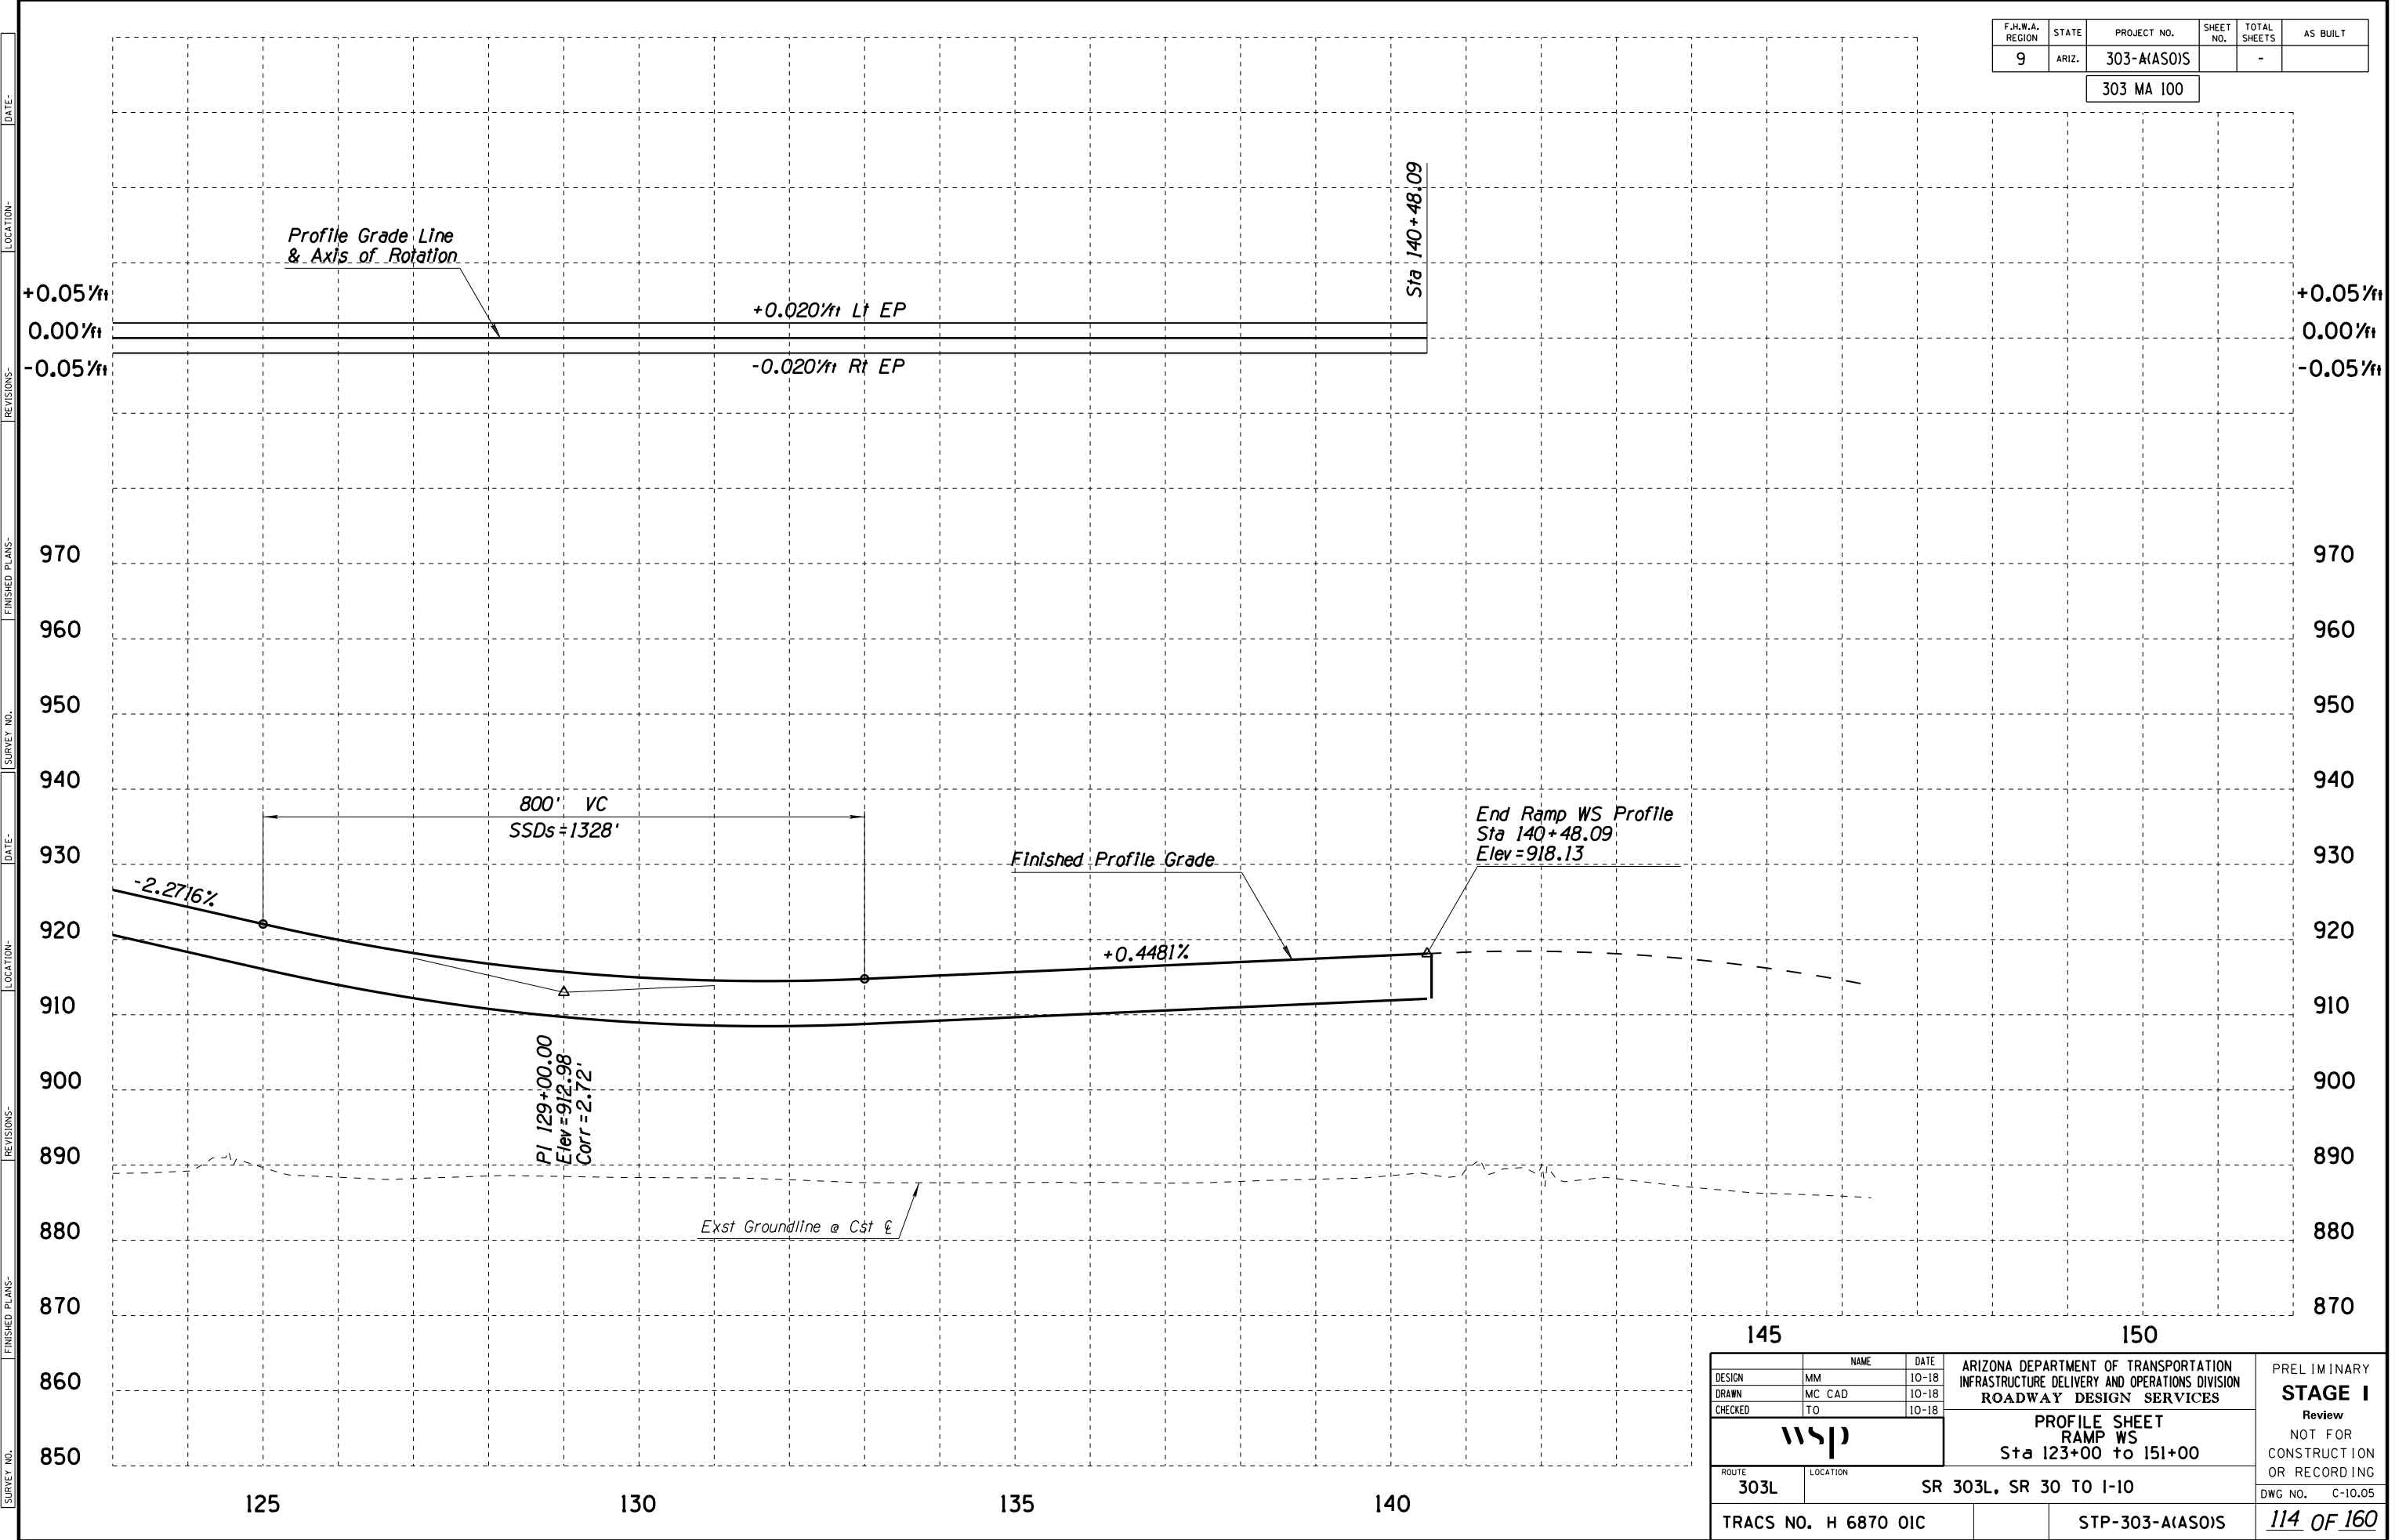 F.H.W.A. REGION STATE PROJECT NO. SHEET NO. TOTAL SHEETS AS BUILT
9 ARIZ. 303-A(ASO)S -
303 MA 100
Sta 140+48.09
Profile Grade Line
& Axis of Rotation
+0.05'/ft +0.05'/ft
+0.020'/ft Lt EP
0.00'/ft 0.00'/ft
-0.05'/ft -0.05'/ft
-0.020'/ft Rt EP
970 970
960 960
950 950
940 940
800' VC
SSDs=1328'
End Ramp WS Profile
Sta 140+48.09
Elev=918.13
930 930
Finished Profile Grade
-2.2716%
920 920
+0.4481%
910 910
PI 129+00.00
Elev=912.98
Corr=2.72'
900 900
890 890
Exst Groundline @ Cst ℄
880 880
870 870
860
850
125 130 135 140 145 150
SURVEY NO. FINISHED PLANS- REVISIONS- LOCATION- DATE-
SURVEY NO. FINISHED PLANS- REVISIONS- LOCATION- DATE-
NAME DATE
DESIGN MM 10-18
DRAWN MC CAD 10-18
CHECKED TO 10-18
wsp
ARIZONA DEPARTMENT OF TRANSPORTATION
INFRASTRUCTURE DELIVERY AND OPERATIONS DIVISION
ROADWAY DESIGN SERVICES
PROFILE SHEET
RAMP WS
Sta 123+00 to 151+00
PRELIMINARY
STAGE I
Review
NOT FOR
CONSTRUCTION
OR RECORDING
ROUTE
303L
LOCATION
SR 303L, SR 30 TO I-10
DWG NO. C-10.05
TRACS NO. H 6870 01C
STP-303-A(ASO)S
114 OF 160